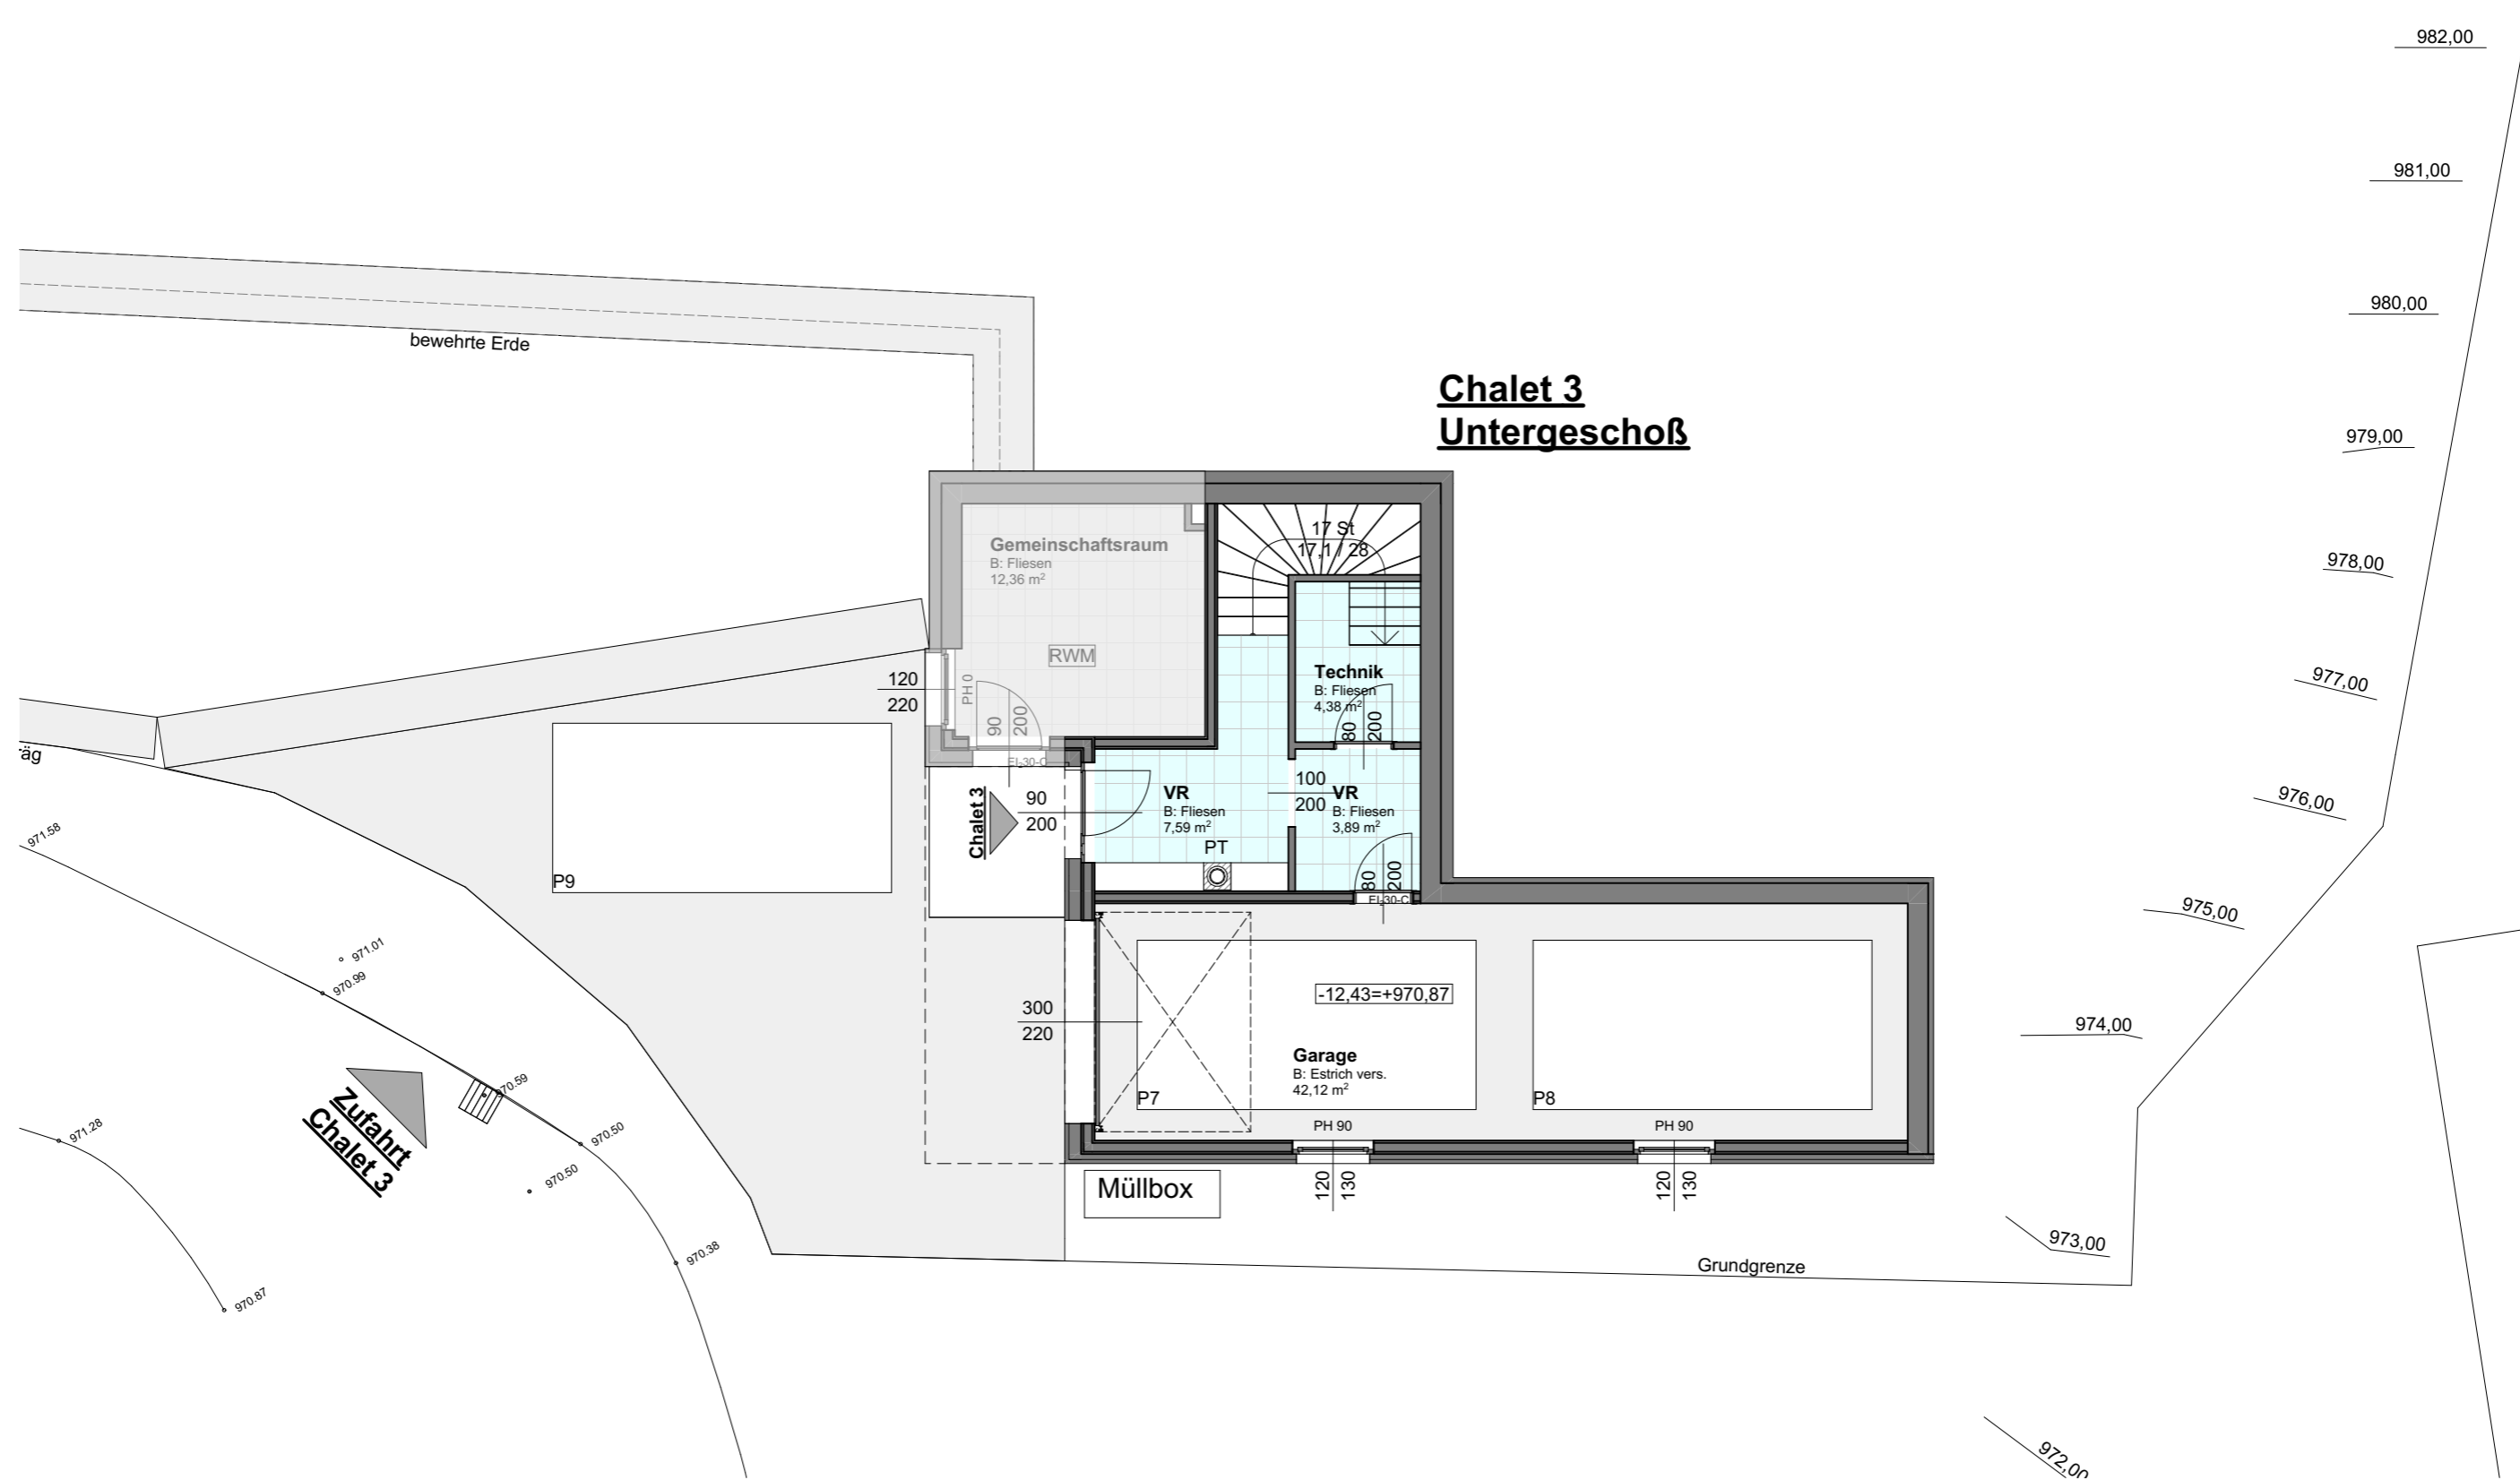 982,00
981,00
980,00
bewehrte Erde
Chalet 3
Untergeschoß
979,00
978,00
977,00
976,00
975,00
974,00
973,00
972,00
17 St
17,1 / 28
Gemeinschaftsraum
B: Fliesen
12,36 m²
RWM
120
220
PH 0
90
200
EI₂30-C
Technik
B: Fliesen
4,38 m²
80
200
Chalet 3
90
200
VR
B: Fliesen
7,59 m²
PT
100
200
VR
B: Fliesen
3,89 m²
80
200
EI₂30-C
P9
äg
971.58
971.01
970.99
970.59
970.50
970.50
970.38
971.28
970.87
Zufahrt
Chalet 3
300
220
-12,43=+970,87
Garage
B: Estrich vers.
42,12 m²
P7
P8
PH 90
PH 90
120
130
120
130
Müllbox
Grundgrenze